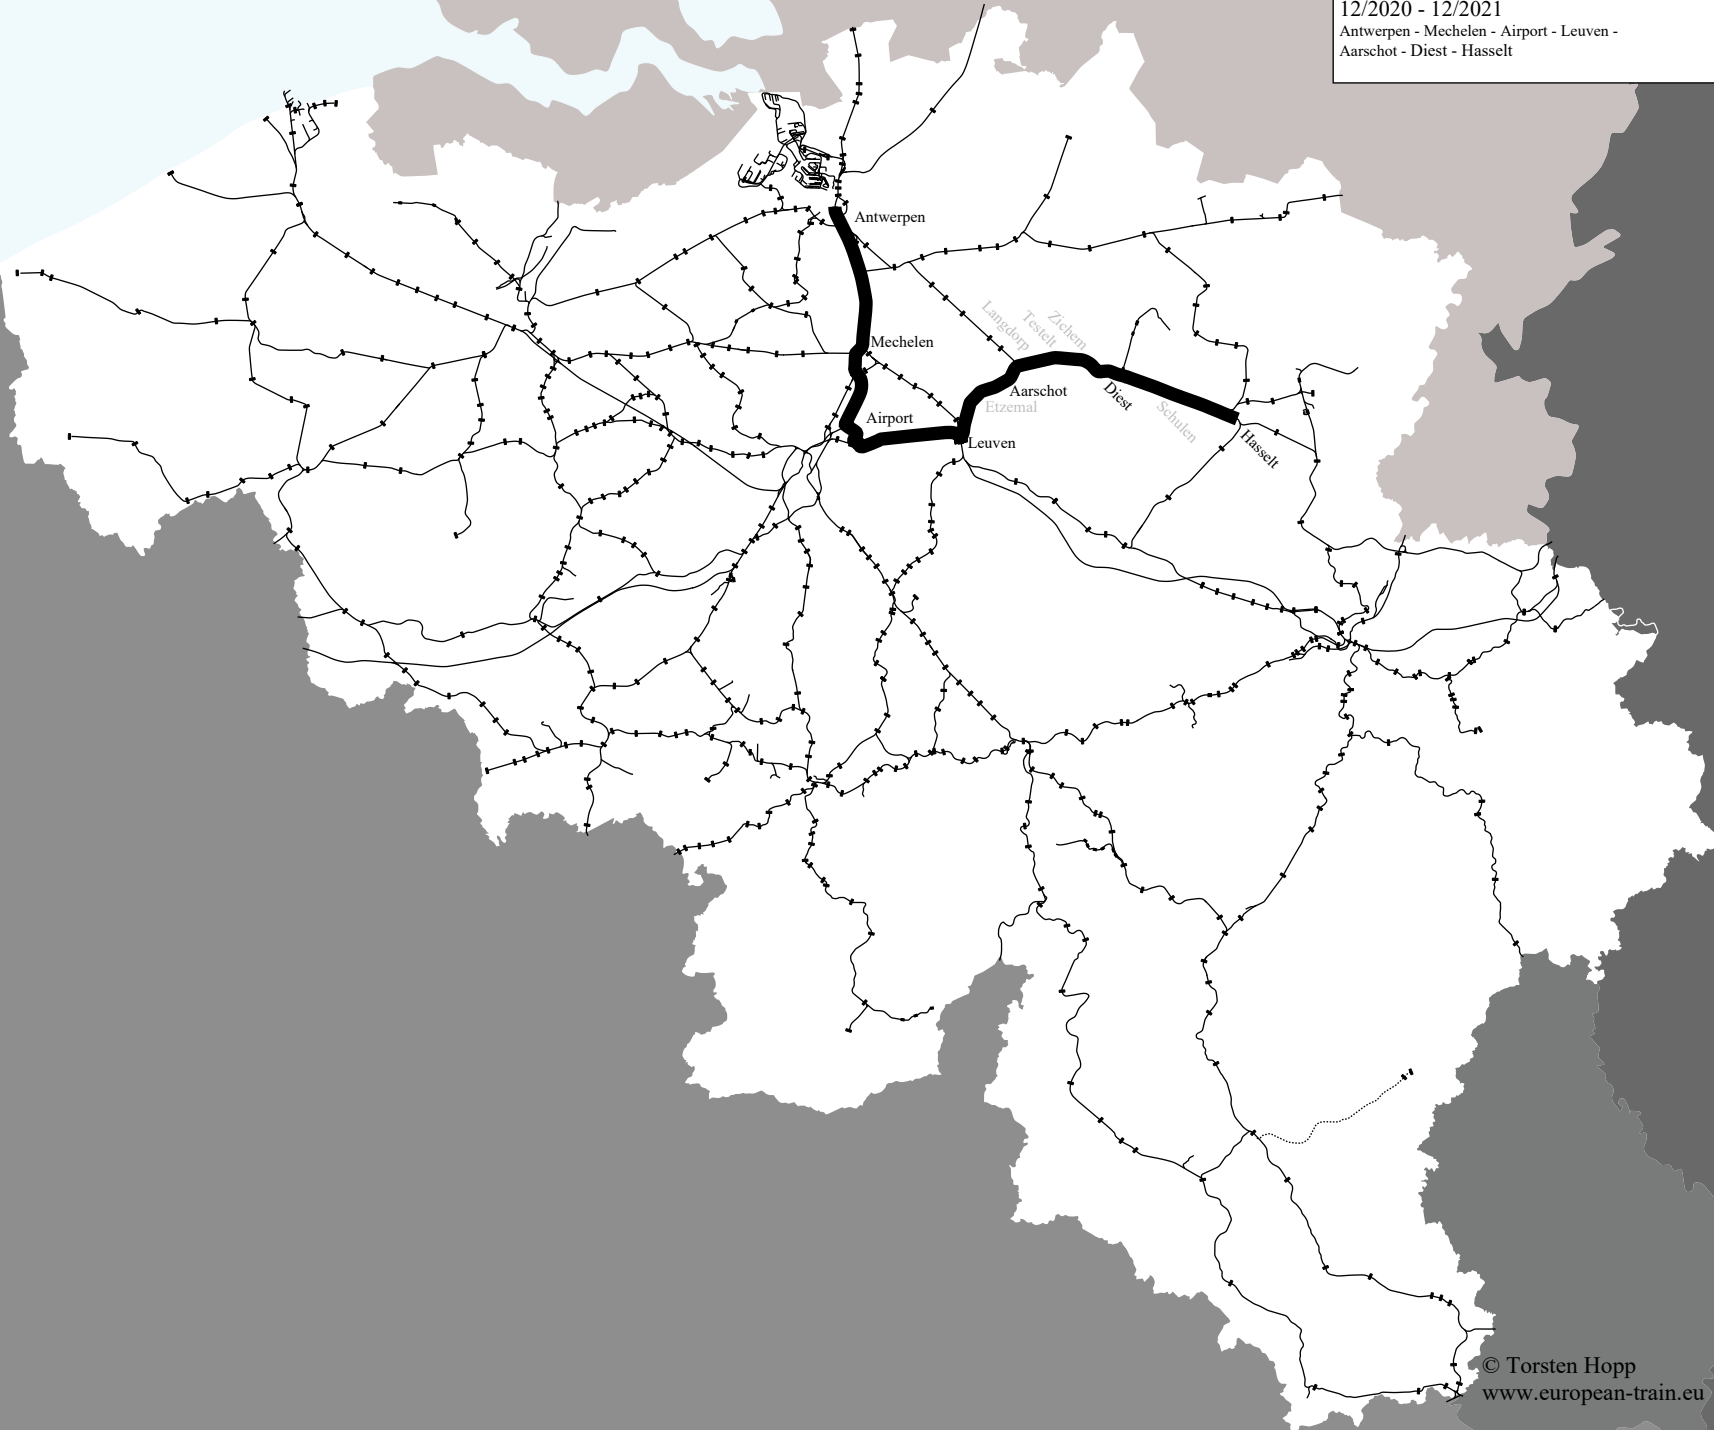 12/2020 - 12/2021
Antwerpen - Mechelen - Airport - Leuven -
Aarschot - Diest - Hasselt
Antwerpen
Mechelen
Airport
Leuven
Etzemal
Aarschot
Langdorp
Testelt
Zichem
Diest
Schulen
Hasselt
© Torsten Hopp
www.european-train.eu